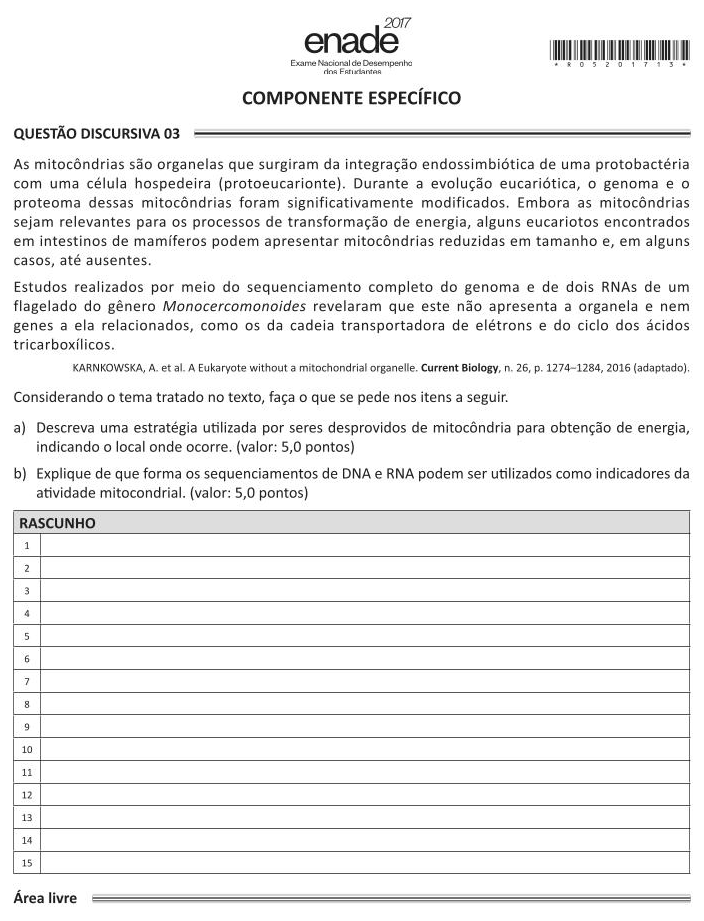 2017
enade
Exame Nacional de Desempenho
dos Estudantes
* R 0 5 2 0 1 7 1 3 *
COMPONENTE ESPECÍFICO
QUESTÃO DISCURSIVA 03
As mitocôndrias são organelas que surgiram da integração endossimbiótica de uma protobactéria
com uma célula hospedeira (protoeucarionte). Durante a evolução eucariótica, o genoma e o
proteoma dessas mitocôndrias foram significativamente modificados. Embora as mitocôndrias
sejam relevantes para os processos de transformação de energia, alguns eucariotos encontrados
em intestinos de mamíferos podem apresentar mitocôndrias reduzidas em tamanho e, em alguns
casos, até ausentes.
Estudos realizados por meio do sequenciamento completo do genoma e de dois RNAs de um
flagelado do gênero Monocercomonoides revelaram que este não apresenta a organela e nem
genes a ela relacionados, como os da cadeia transportadora de elétrons e do ciclo dos ácidos
tricarboxílicos.
KARNKOWSKA, A. et al. A Eukaryote without a mitochondrial organelle. Current Biology, n. 26, p. 1274–1284, 2016 (adaptado).
Considerando o tema tratado no texto, faça o que se pede nos itens a seguir.
a) Descreva uma estratégia utilizada por seres desprovidos de mitocôndria para obtenção de energia,
indicando o local onde ocorre. (valor: 5,0 pontos)
b) Explique de que forma os sequenciamentos de DNA e RNA podem ser utilizados como indicadores da
atividade mitocondrial. (valor: 5,0 pontos)
RASCUNHO
1
2
3
4
5
6
7
8
9
10
11
12
13
14
15
Área livre